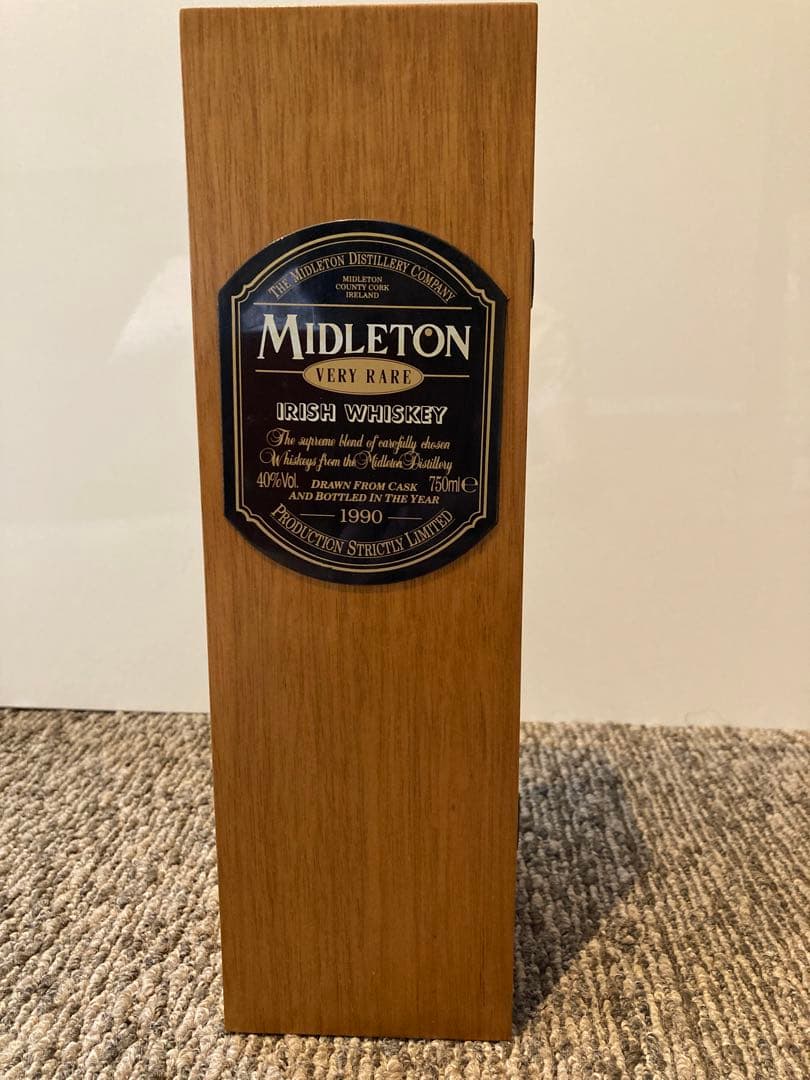 THE MIDLETON DISTILLERY COMPANY
MIDLETON
COUNTY CORK
IRELAND
MIDLETON
VERY RARE
IRISH WHISKEY
The supreme blend of carefully chosen
Whiskeys from the Midleton Distillery
40%Vol. DRAWN FROM CASK 750ml e
AND BOTTLED IN THE YEAR
1990
PRODUCTION STRICTLY LIMITED